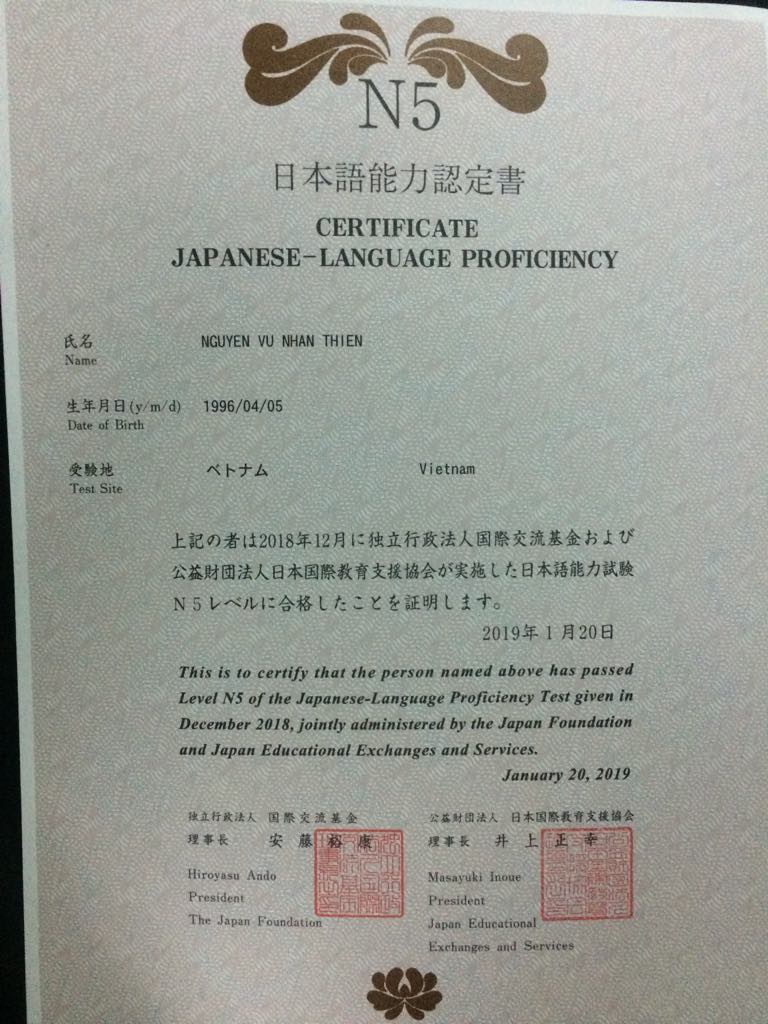 N5
日本語能力認定書
CERTIFICATE
JAPANESE-LANGUAGE PROFICIENCY
氏名 NGUYEN VU NHAN THIEN
Name
生年月日(y/m/d) 1996/04/05
Date of Birth
受験地 ベトナム Vietnam
Test Site
上記の者は2018年12月に独立行政法人国際交流基金および
公益財団法人日本国際教育支援協会が実施した日本語能力試験
N5レベルに合格したことを証明します。
2019年1月20日
This is to certify that the person named above has passed
Level N5 of the Japanese-Language Proficiency Test given in
December 2018, jointly administered by the Japan Foundation
and Japan Educational Exchanges and Services.
January 20, 2019
独立行政法人 国際交流基金
理事長 安藤裕康
Hiroyasu Ando
President
The Japan Foundation
公益財団法人 日本国際教育支援協会
理事長 井上正幸
Masayuki Inoue
President
Japan Educational
Exchanges and Services